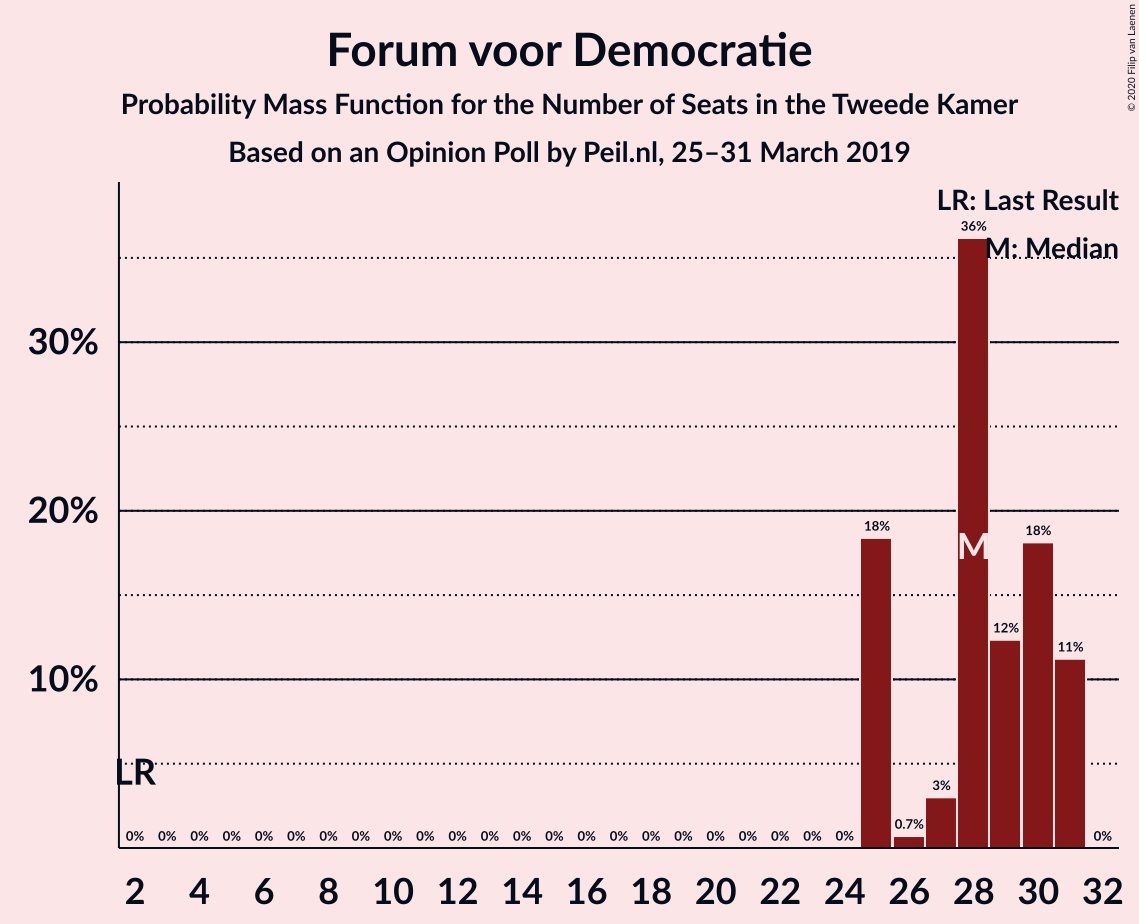 Forum voor Democratie
Probability Mass Function for the Number of Seats in the Tweede Kamer
Based on an Opinion Poll by Peil.nl, 25–31 March 2019
© 2020 Filip van Laenen
LR: Last Result
M: Median
36%
30%
20%
18%
M
18%
12%
11%
10%
LR
3%
0.7%
0% 0% 0% 0% 0% 0% 0% 0% 0% 0% 0% 0% 0% 0% 0% 0% 0% 0% 0% 0% 0% 0% 0% 0%
2 4 6 8 10 12 14 16 18 20 22 24 26 28 30 32